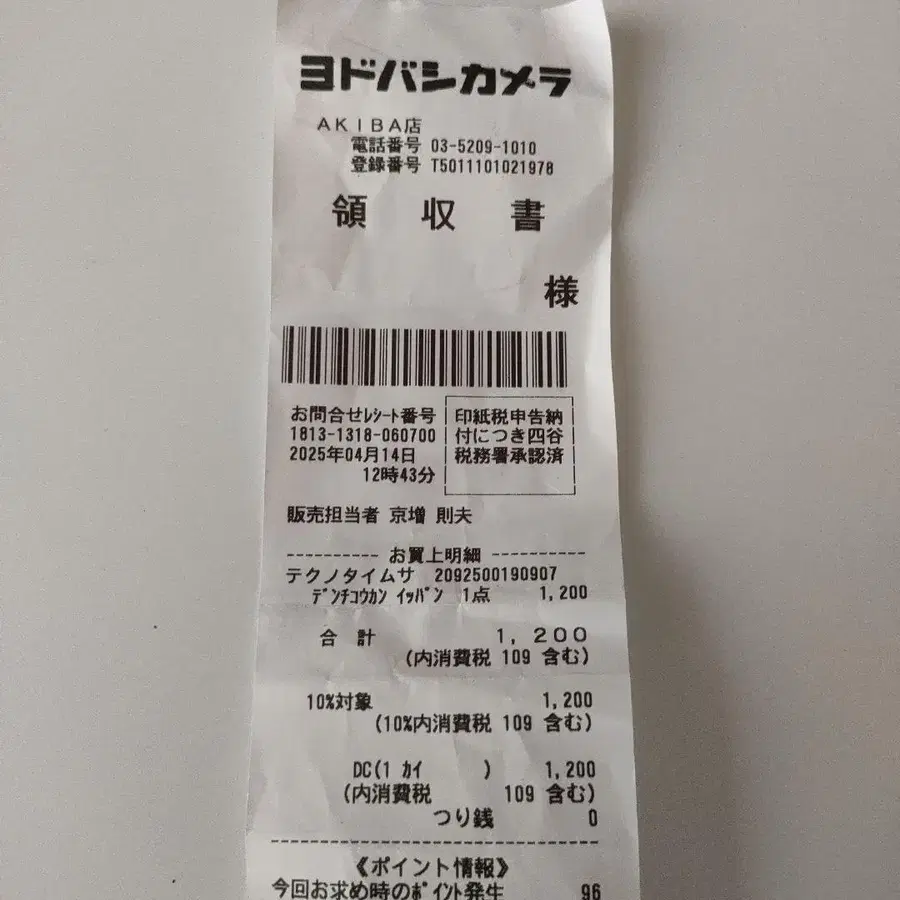 ヨドバシカメラ
AKIBA店
電話番号 03-5209-1010
登録番号 T5011101021978
領収書
様
お問合せﾚｼｰﾄ番号
1813-1318-060700
2025年04月14日
12時43分
印紙税申告納
付につき四谷
税務署承認済
販売担当者 京増 則夫
---------- お買上明細 ----------
テクノタイムサ 2092500190907
ﾃﾞﾝﾁｺｳｶﾝ ｲｯﾊﾟﾝ 1点 1,200
合 計 1,200
(内消費税 109 含む)
10%対象 1,200
(10%内消費税 109 含む)
DC(1 ｶｲ ) 1,200
(内消費税 109 含む)
つり銭 0
《ポイント情報》
今回お求め時のﾎﾟｲﾝﾄ発生 96